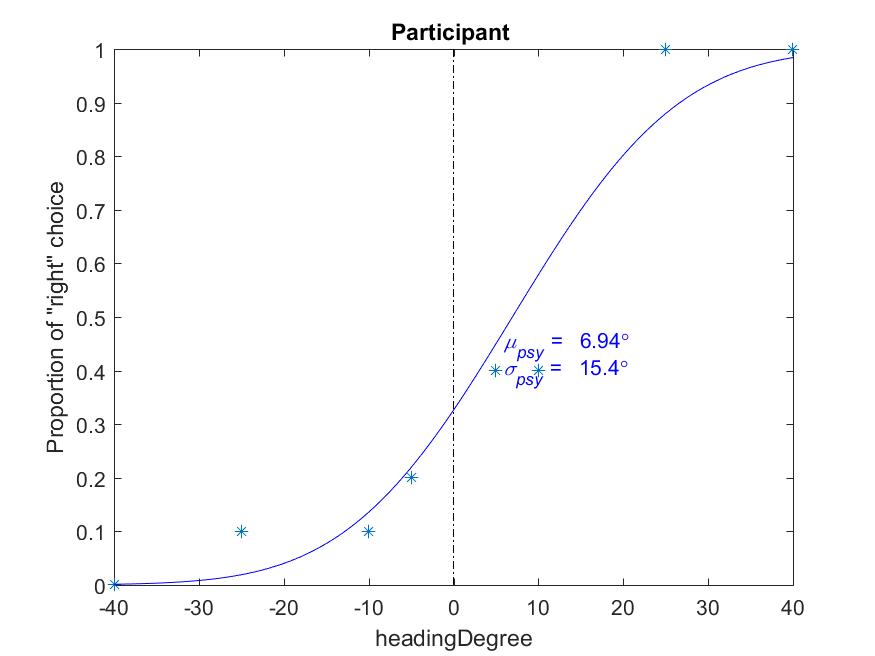 Participant
1
0.9
0.8
0.7
0.6
0.5
0.4
0.3
0.2
0.1
0
Proportion of "right" choice
μpsy = 6.94°
σpsy = 15.4°
-40 -30 -20 -10 0 10 20 30 40
headingDegree